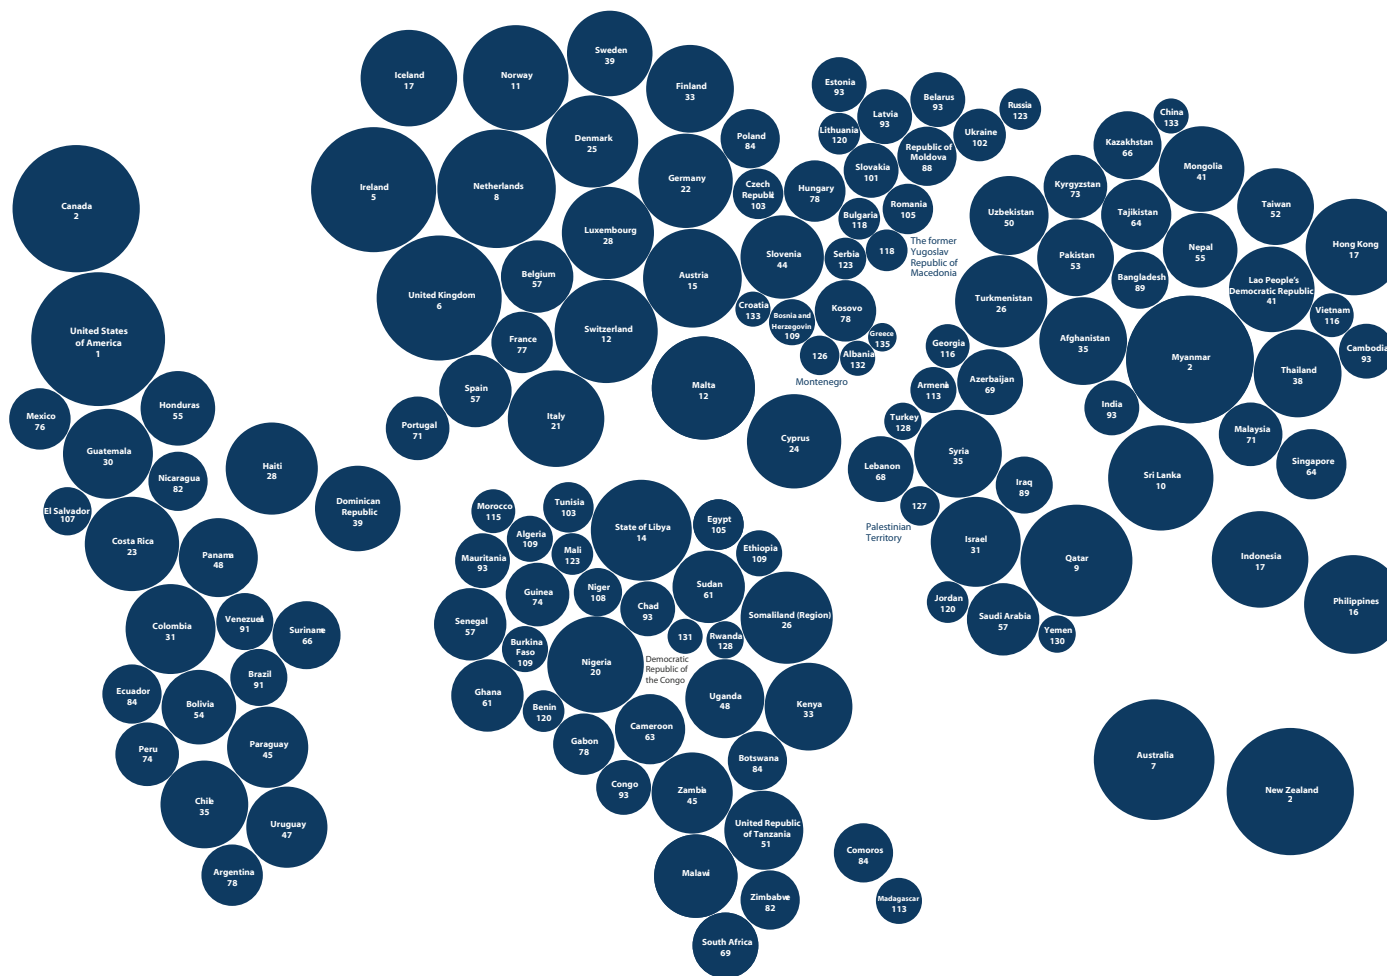 Canada
2
United States
of America
1
Mexico
76
Honduras
55
Guatemala
30
Nicaragua
82
El Salvador
107
Costa Rica
23
Panama
48
Haiti
28
Dominican
Republic
39
Colombia
31
Venezuela
91
Suriname
66
Brazil
91
Ecuador
84
Bolivia
54
Peru
74
Paraguay
45
Chile
35
Uruguay
47
Argentina
78
Iceland
17
Norway
11
Sweden
39
Finland
33
Ireland
5
Netherlands
8
Denmark
25
Germany
22
Poland
84
Czech
Republic
103
Luxembourg
28
United Kingdom
6
Belgium
57
Austria
15
Slovenia
44
France
77
Switzerland
12
Spain
57
Portugal
71
Italy
21
Malta
12
Cyprus
24
Estonia
93
Latvia
93
Belarus
93
Russia
123
Lithuania
120
Ukraine
102
Republic of
Moldova
88
Slovakia
101
Hungary
78
Romania
105
Bulgaria
118
Serbia
123
118
The former
Yugoslav
Republic of
Macedonia
Croatia
133
Bosnia and
Herzegovin
109
Kosovo
78
Greece
135
126
Montenegro
Albania
132
China
133
Kazakhstan
66
Mongolia
41
Kyrgyzstan
73
Uzbekistan
50
Tajikistan
64
Taiwan
52
Hong Kong
17
Pakistan
53
Nepal
55
Bangladesh
89
Lao People's
Democratic Republic
41
Turkmenistan
26
Vietnam
116
Afghanistan
35
Myanmar
2
Cambodia
93
Thailand
38
Georgia
116
Armenia
113
Azerbaijan
69
India
93
Malaysia
71
Singapore
64
Turkey
128
Syria
35
Lebanon
68
Iraq
89
127
Palestinian
Territory
Sri Lanka
10
Israel
31
Qatar
9
Indonesia
17
Philippines
16
Jordan
120
Saudi Arabia
57
Yemen
130
Morocco
115
Tunisia
103
State of Libya
14
Egypt
105
Algeria
109
Mali
123
Ethiopia
109
Mauritania
93
Guinea
74
Niger
108
Chad
93
Sudan
61
Somaliland (Region)
26
Senegal
57
Burkina
Faso
109
131
Democratic
Republic of
the Congo
Rwanda
128
Nigeria
20
Ghana
61
Benin
120
Uganda
48
Kenya
33
Gabon
78
Cameroon
63
Botswana
84
Congo
93
Zambia
45
United Republic
of Tanzania
51
Malawi
Zimbabwe
82
South Africa
69
Comoros
84
Madagascar
113
Australia
7
New Zealand
2